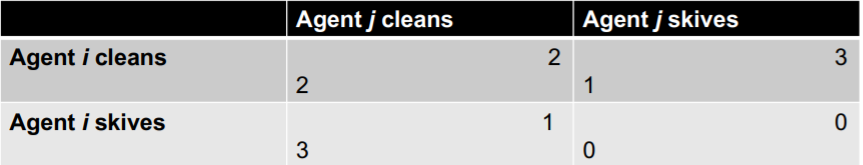 Agent j cleans Agent j skives
Agent i cleans 2 3
2 1
Agent i skives 1 0
3 0